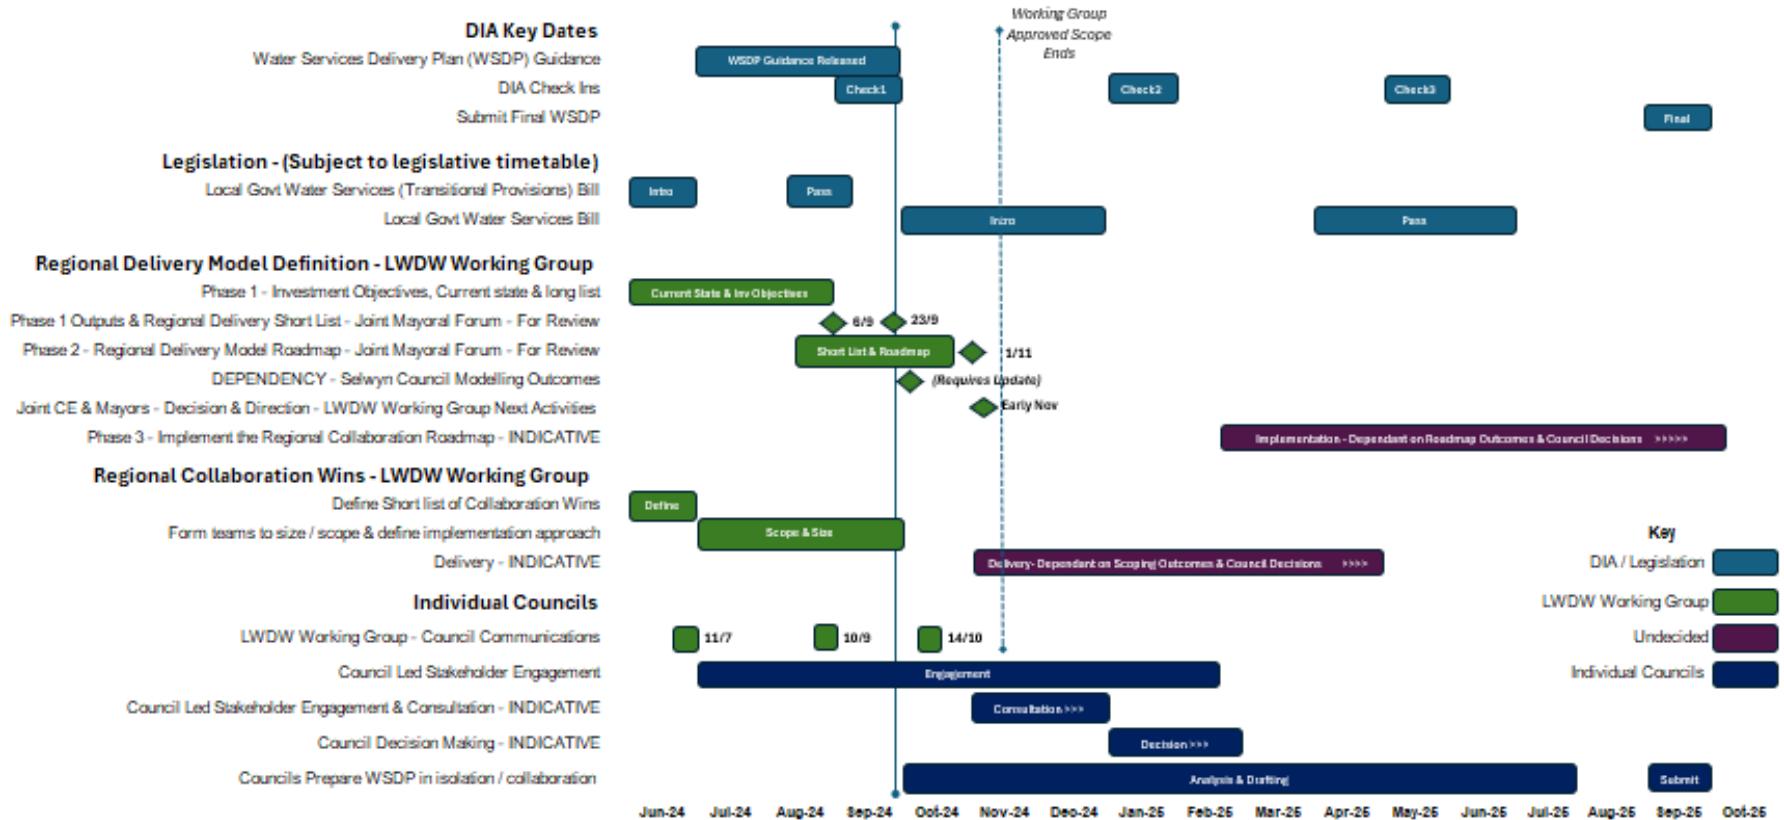 Working Group
Approved Scope
Ends
DIA Key Dates
Water Services Delivery Plan (WSDP) Guidance
WSDP Guidance Released
DIA Check Ins
Check1
Check2
Check3
Submit Final WSDP
Final
Legislation - (Subject to legislative timetable)
Local Govt Water Services (Transitional Provisions) Bill
Intro
Pass
Local Govt Water Services Bill
Intro
Pass
Regional Delivery Model Definition - LWDW Working Group
Phase 1 - Investment Objectives, Current state & long list
Current State & Inv Objectives
Phase 1 Outputs & Regional Delivery Short List - Joint Mayoral Forum - For Review
6/9
23/9
Phase 2 - Regional Delivery Model Roadmap - Joint Mayoral Forum - For Review
Short List & Roadmap
1/11
DEPENDENCY - Selwyn Council Modelling Outcomes
(Requires Update)
Joint CE & Mayors - Decision & Direction - LWDW Working Group Next Activities
Early Nov
Phase 3 - Implement the Regional Collaboration Roadmap - INDICATIVE
Implementation - Dependant on Roadmap Outcomes & Council Decisions >>>>>
Regional Collaboration Wins - LWDW Working Group
Define Short list of Collaboration Wins
Define
Form teams to size / scope & define implementation approach
Scope & Size
Delivery - INDICATIVE
Delivery- Dependant on Scoping Outcomes & Council Decisions >>>>
Key
DIA / Legislation
LWDW Working Group
Undecided
Individual Councils
Individual Councils
LWDW Working Group - Council Communications
11/7
10/9
14/10
Council Led Stakeholder Engagement
Engagement
Council Led Stakeholder Engagement & Consultation - INDICATIVE
Consultation >>>
Council Decision Making - INDICATIVE
Decision >>>
Councils Prepare WSDP in isolation / collaboration
Analysis & Drafting
Submit
Jun-24 Jul-24 Aug-24 Sep-24 Oct-24 Nov-24 Dec-24 Jan-25 Feb-25 Mar-25 Apr-25 May-25 Jun-25 Jul-25 Aug-25 Sep-25 Oct-25